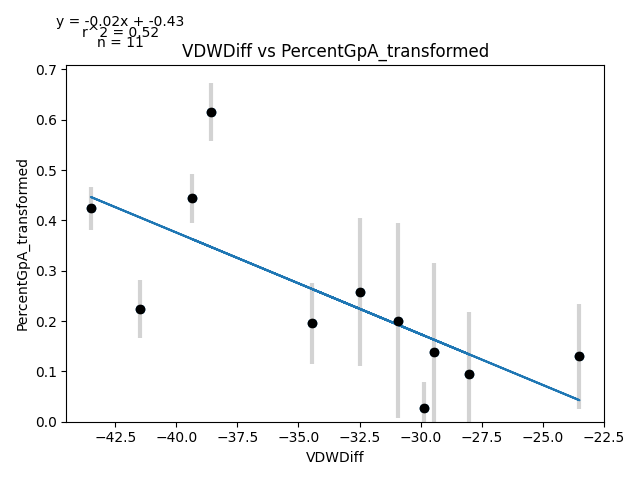 y = -0.02x + -0.43
r^2 = 0.52
n = 11
VDWDiff vs PercentGpA_transformed
0.7
0.6
0.5
0.4
0.3
0.2
0.1
0.0
PercentGpA_transformed
−42.5 −40.0 −37.5 −35.0 −32.5 −30.0 −27.5 −25.0 −22.5
VDWDiff